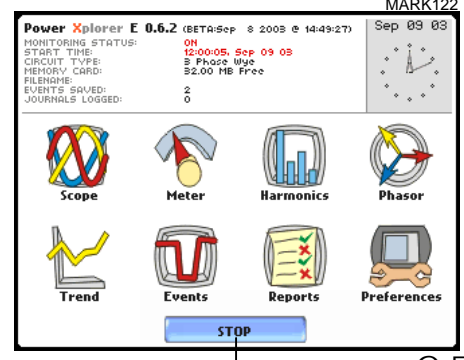 MARK122
Power Xplorer E 0.6.2 (BETA:Sep 8 2003 @ 14:49:27)
Sep 09 03
MONITORING STATUS: ON
START TIME: 12:00:05, Sep 09 03
CIRCUIT TYPE: 3 Phase Wye
MEMORY CARD: 32.00 MB Free
FILENAME:
EVENTS SAVED: 2
JOURNALS LOGGED: 0
Scope Meter Harmonics Phasor
Trend Events Reports Preferences
STOP